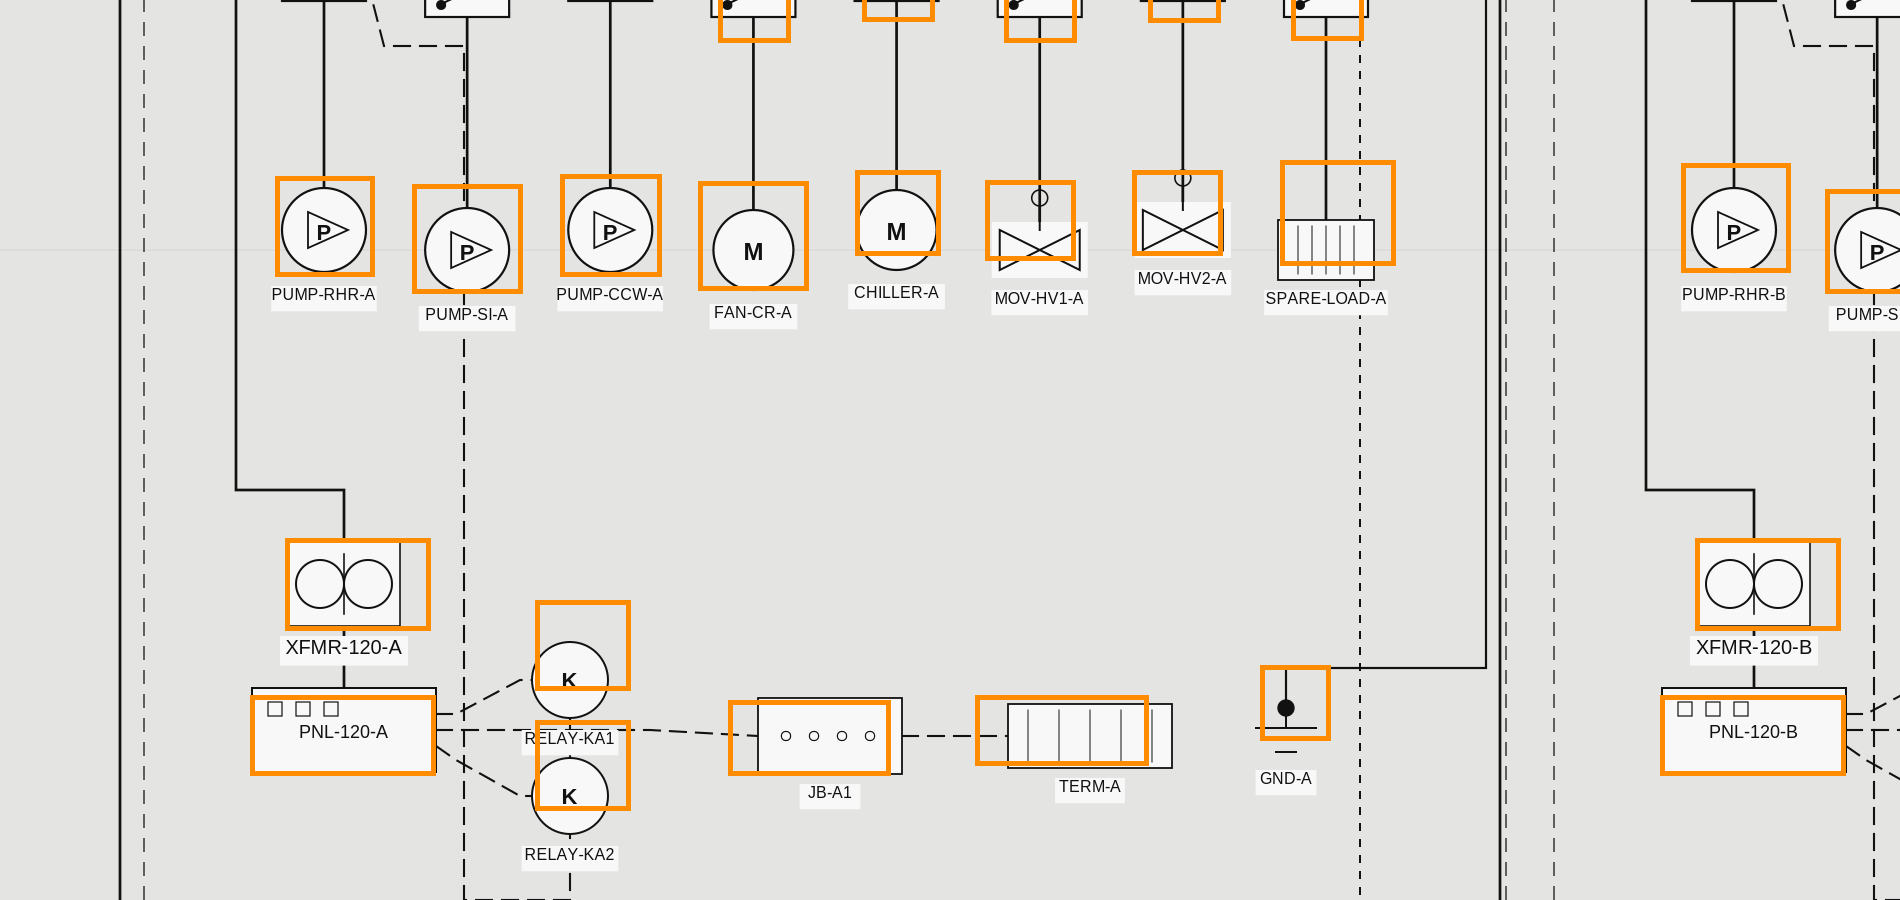 P
PUMP-RHR-A
P
PUMP-SI-A
P
PUMP-CCW-A
M
FAN-CR-A
M
CHILLER-A
MOV-HV1-A
MOV-HV2-A
SPARE-LOAD-A
P
PUMP-RHR-B
P
PUMP-S
XFMR-120-A
PNL-120-A
K
RELAY-KA1
K
RELAY-KA2
JB-A1
TERM-A
GND-A
XFMR-120-B
PNL-120-B